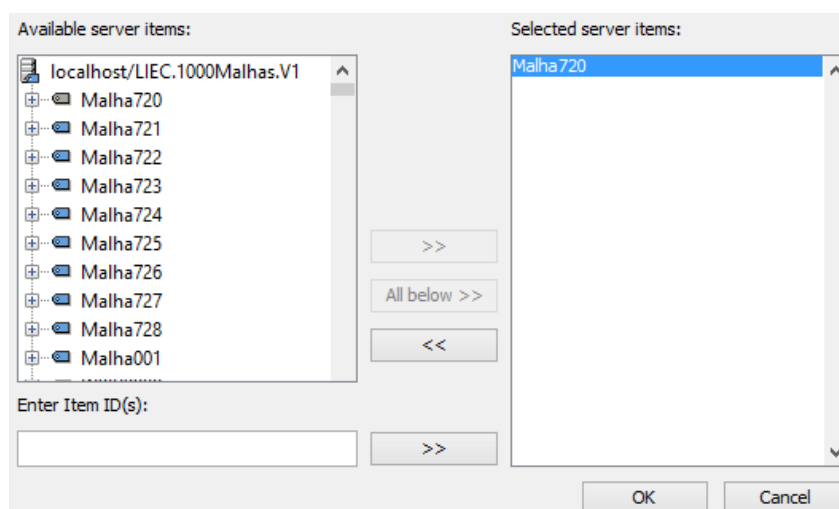 Available server items:
Selected server items:
localhost/LIEC.1000Malhas.V1
Malha720
Malha720
Malha721
Malha722
Malha723
Malha724
Malha725
Malha726
Malha727
Malha728
Malha001
>>
All below >>
<<
Enter Item ID(s):
>>
OK
Cancel